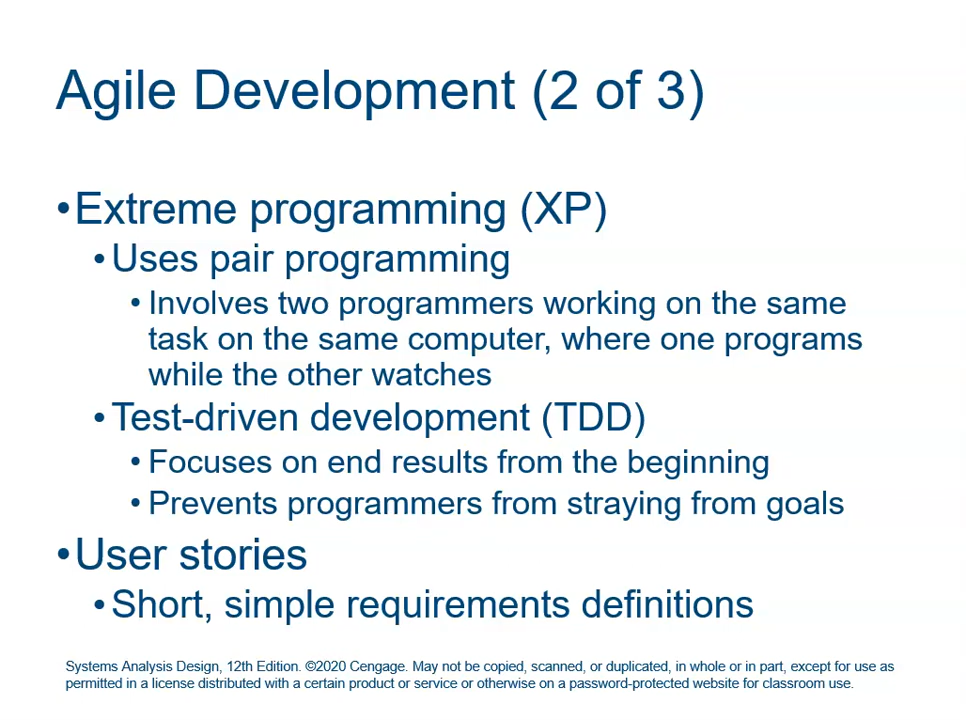 Agile Development (2 of 3)
•Extreme programming (XP)
•Uses pair programming
•Involves two programmers working on the same
task on the same computer, where one programs
while the other watches
•Test-driven development (TDD)
•Focuses on end results from the beginning
•Prevents programmers from straying from goals
•User stories
•Short, simple requirements definitions
Systems Analysis Design, 12th Edition. ©2020 Cengage. May not be copied, scanned, or duplicated, in whole or in part, except for use as
permitted in a license distributed with a certain product or service or otherwise on a password-protected website for classroom use.